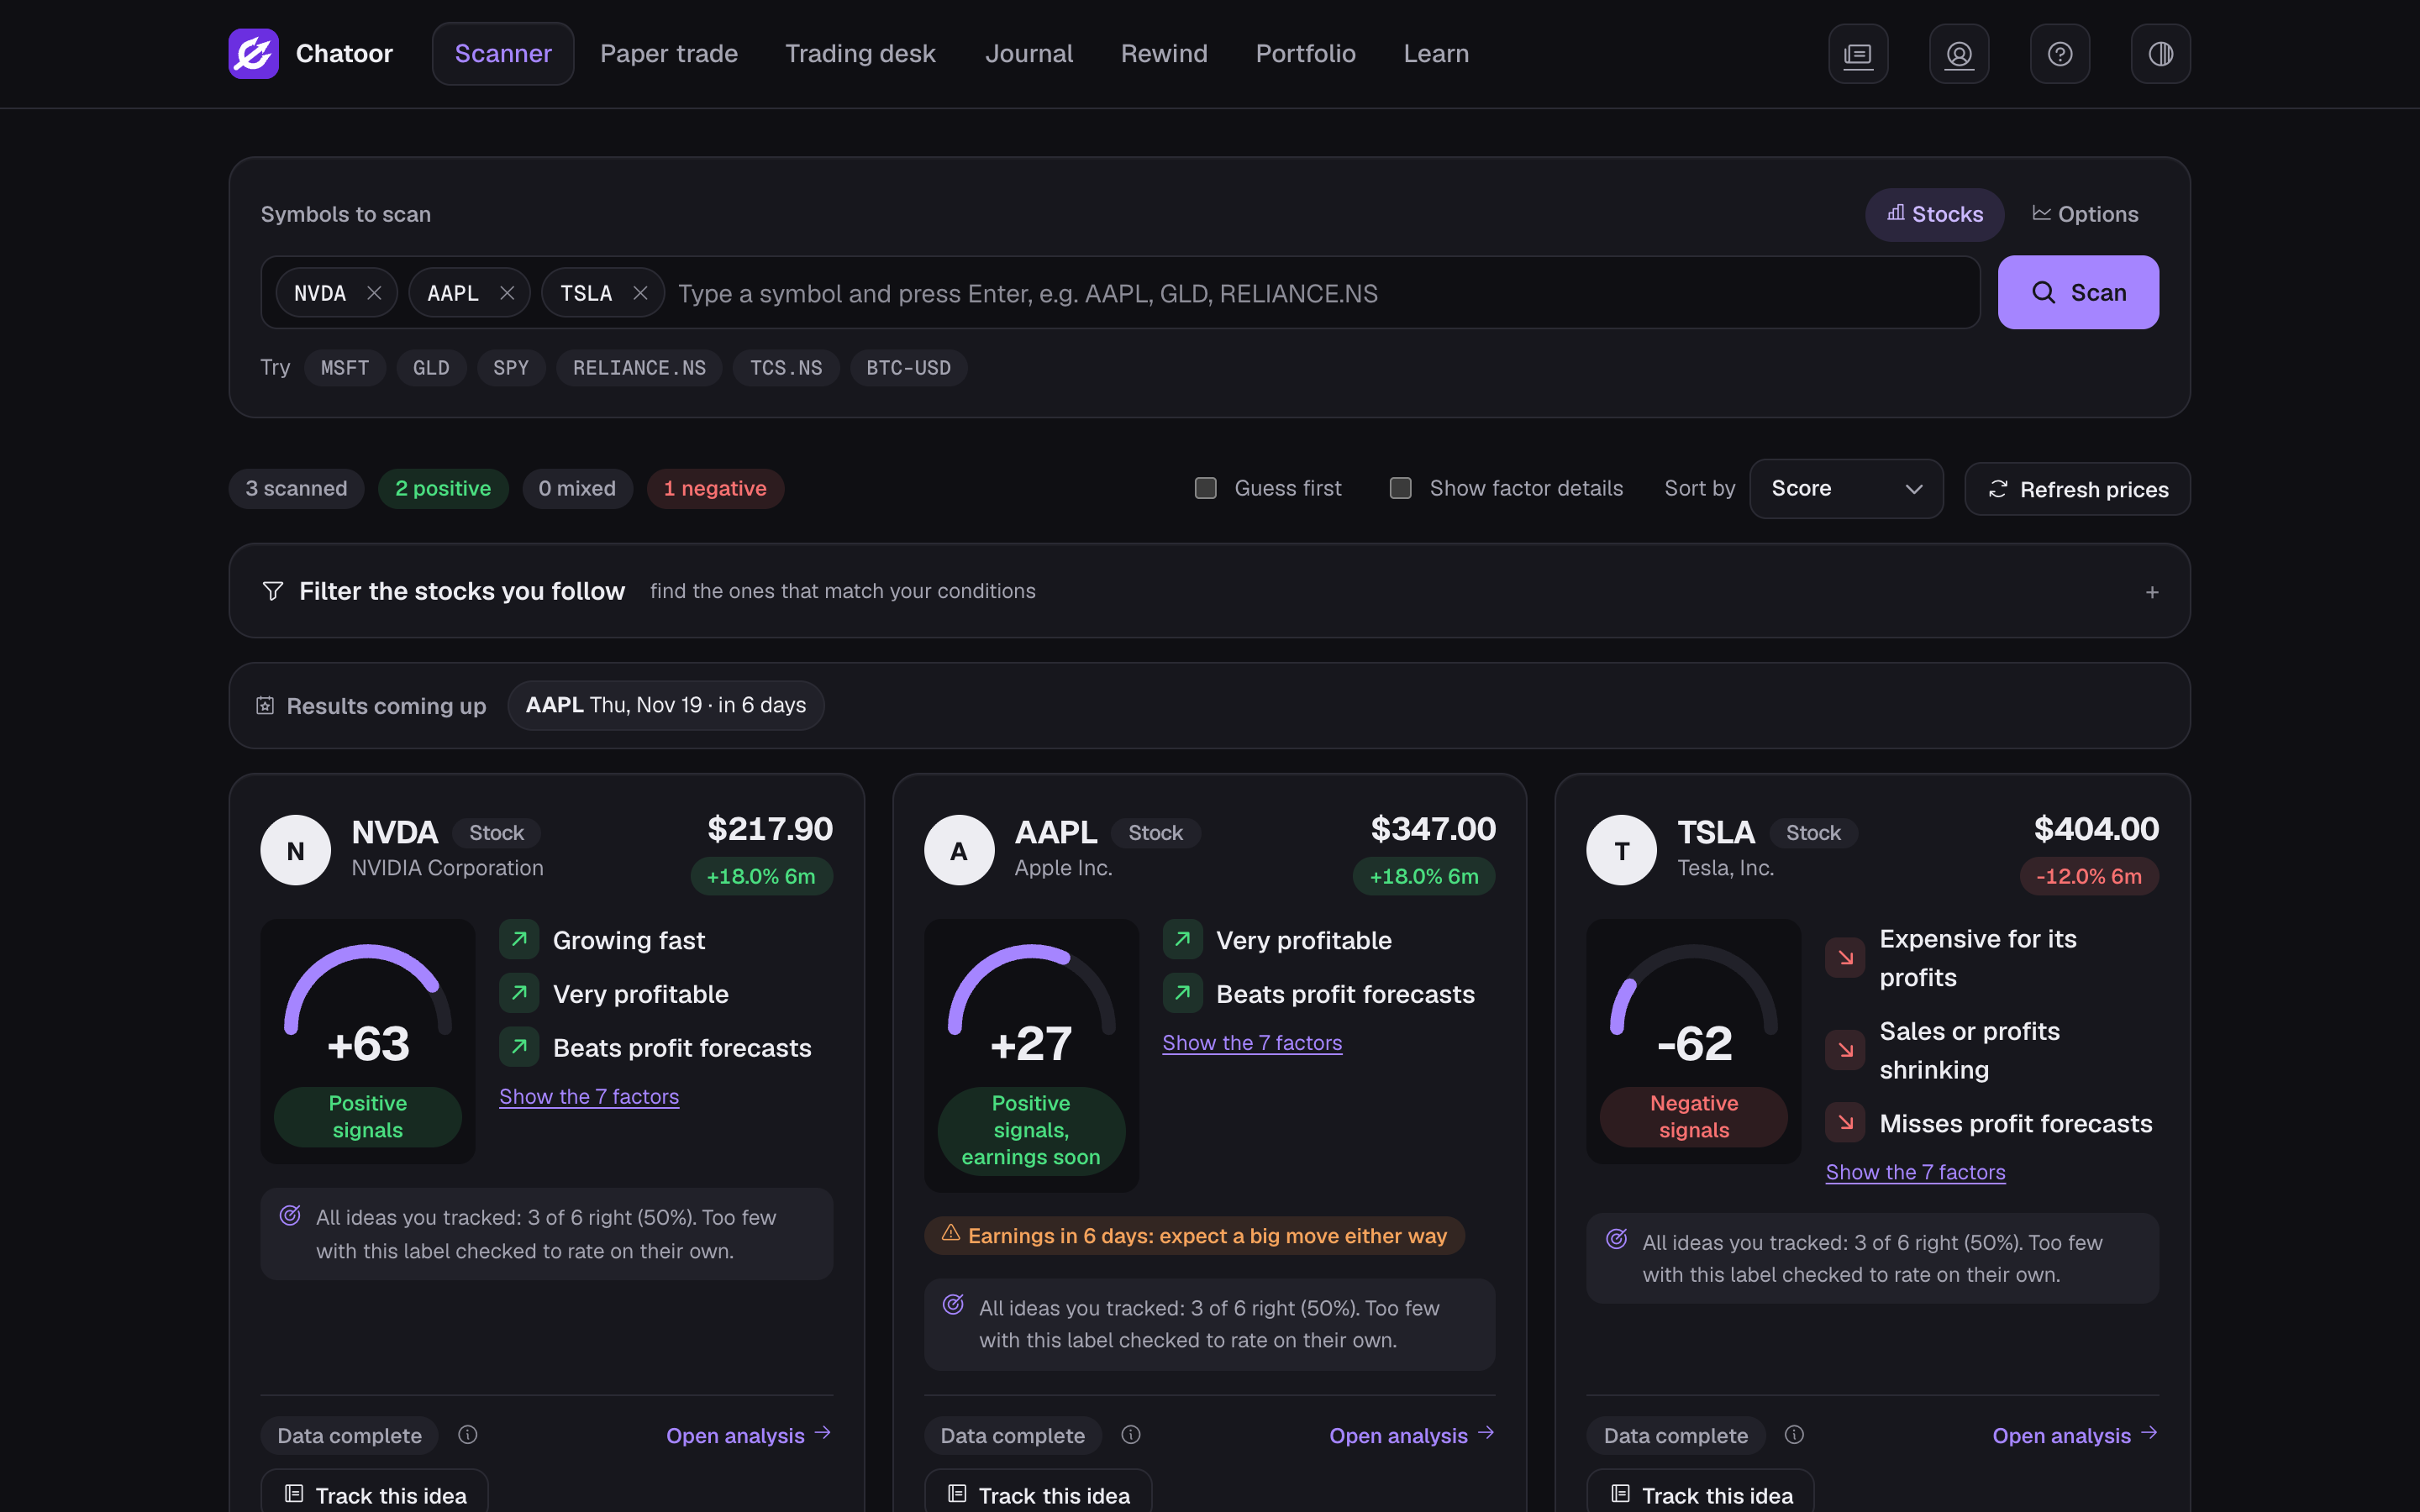 Chatoor
Scanner
Paper trade
Trading desk
Journal
Rewind
Portfolio
Learn
Symbols to scan
Stocks
Options
NVDA
AAPL
TSLA
Type a symbol and press Enter, e.g. AAPL, GLD, RELIANCE.NS
Scan
Try
MSFT
GLD
SPY
RELIANCE.NS
TCS.NS
BTC-USD
3 scanned
2 positive
0 mixed
1 negative
Guess first
Show factor details
Sort by
Score
Refresh prices
Filter the stocks you follow
find the ones that match your conditions
+
Results coming up
AAPL Thu, Nov 19 · in 6 days
N
NVDA
Stock
NVIDIA Corporation
$217.90
+18.0% 6m
+63
Positive
signals
Growing fast
Very profitable
Beats profit forecasts
Show the 7 factors
All ideas you tracked: 3 of 6 right (50%). Too few
with this label checked to rate on their own.
Data complete
Open analysis
Track this idea
A
AAPL
Stock
Apple Inc.
$347.00
+18.0% 6m
+27
Positive
signals,
earnings soon
Very profitable
Beats profit forecasts
Show the 7 factors
Earnings in 6 days: expect a big move either way
All ideas you tracked: 3 of 6 right (50%). Too few
with this label checked to rate on their own.
Data complete
Open analysis
Track this idea
T
TSLA
Stock
Tesla, Inc.
$404.00
-12.0% 6m
-62
Negative
signals
Expensive for its
profits
Sales or profits
shrinking
Misses profit forecasts
Show the 7 factors
All ideas you tracked: 3 of 6 right (50%). Too few
with this label checked to rate on their own.
Data complete
Open analysis
Track this idea